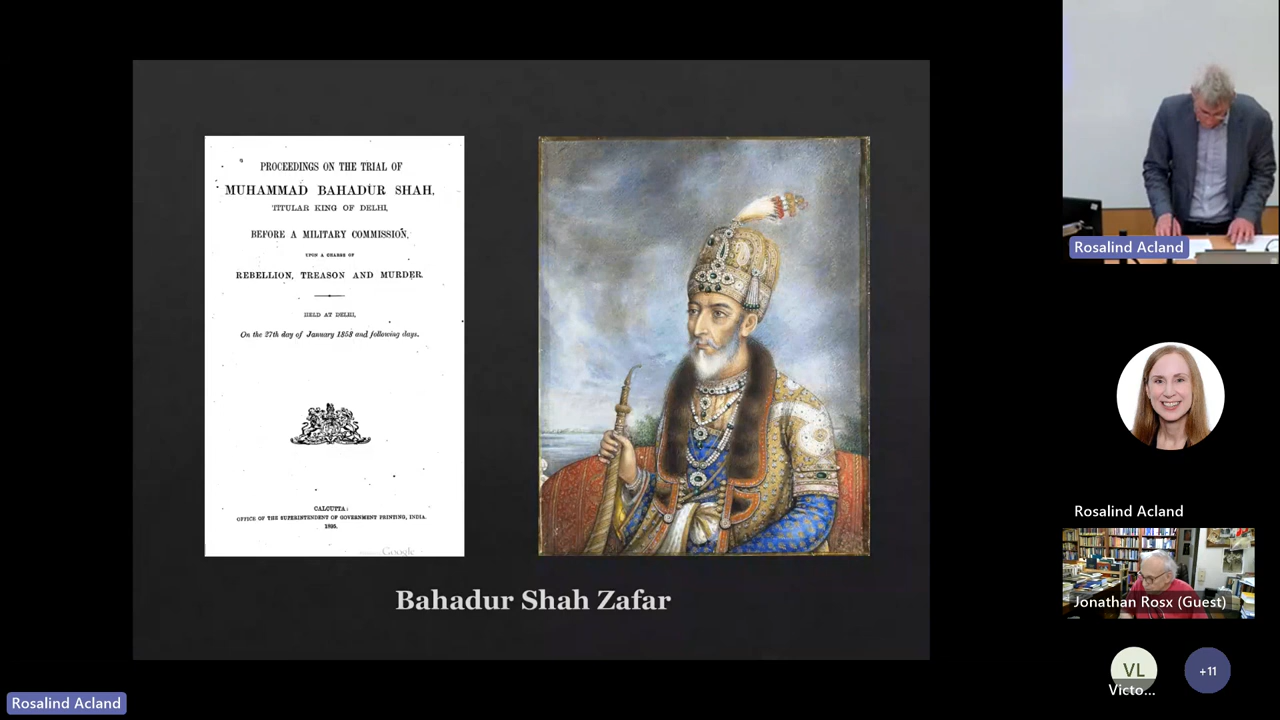 PROCEEDINGS ON THE TRIAL OF
MUHAMMAD BAHADUR SHAH,
TITULAR KING OF DELHI,
BEFORE A MILITARY COMMISSION,
UPON A CHARGE OF
REBELLION, TREASON AND MURDER.
HELD AT DELHI,
On the 27th day of January 1858 and following days.
CALCUTTA:
OFFICE OF THE SUPERINTENDENT OF GOVERNMENT PRINTING, INDIA.
1895.
Google
Bahadur Shah Zafar
Rosalind Acland
Rosalind Acland
Jonathan Rosx (Guest)
VL
Victo...
+11
Rosalind Acland